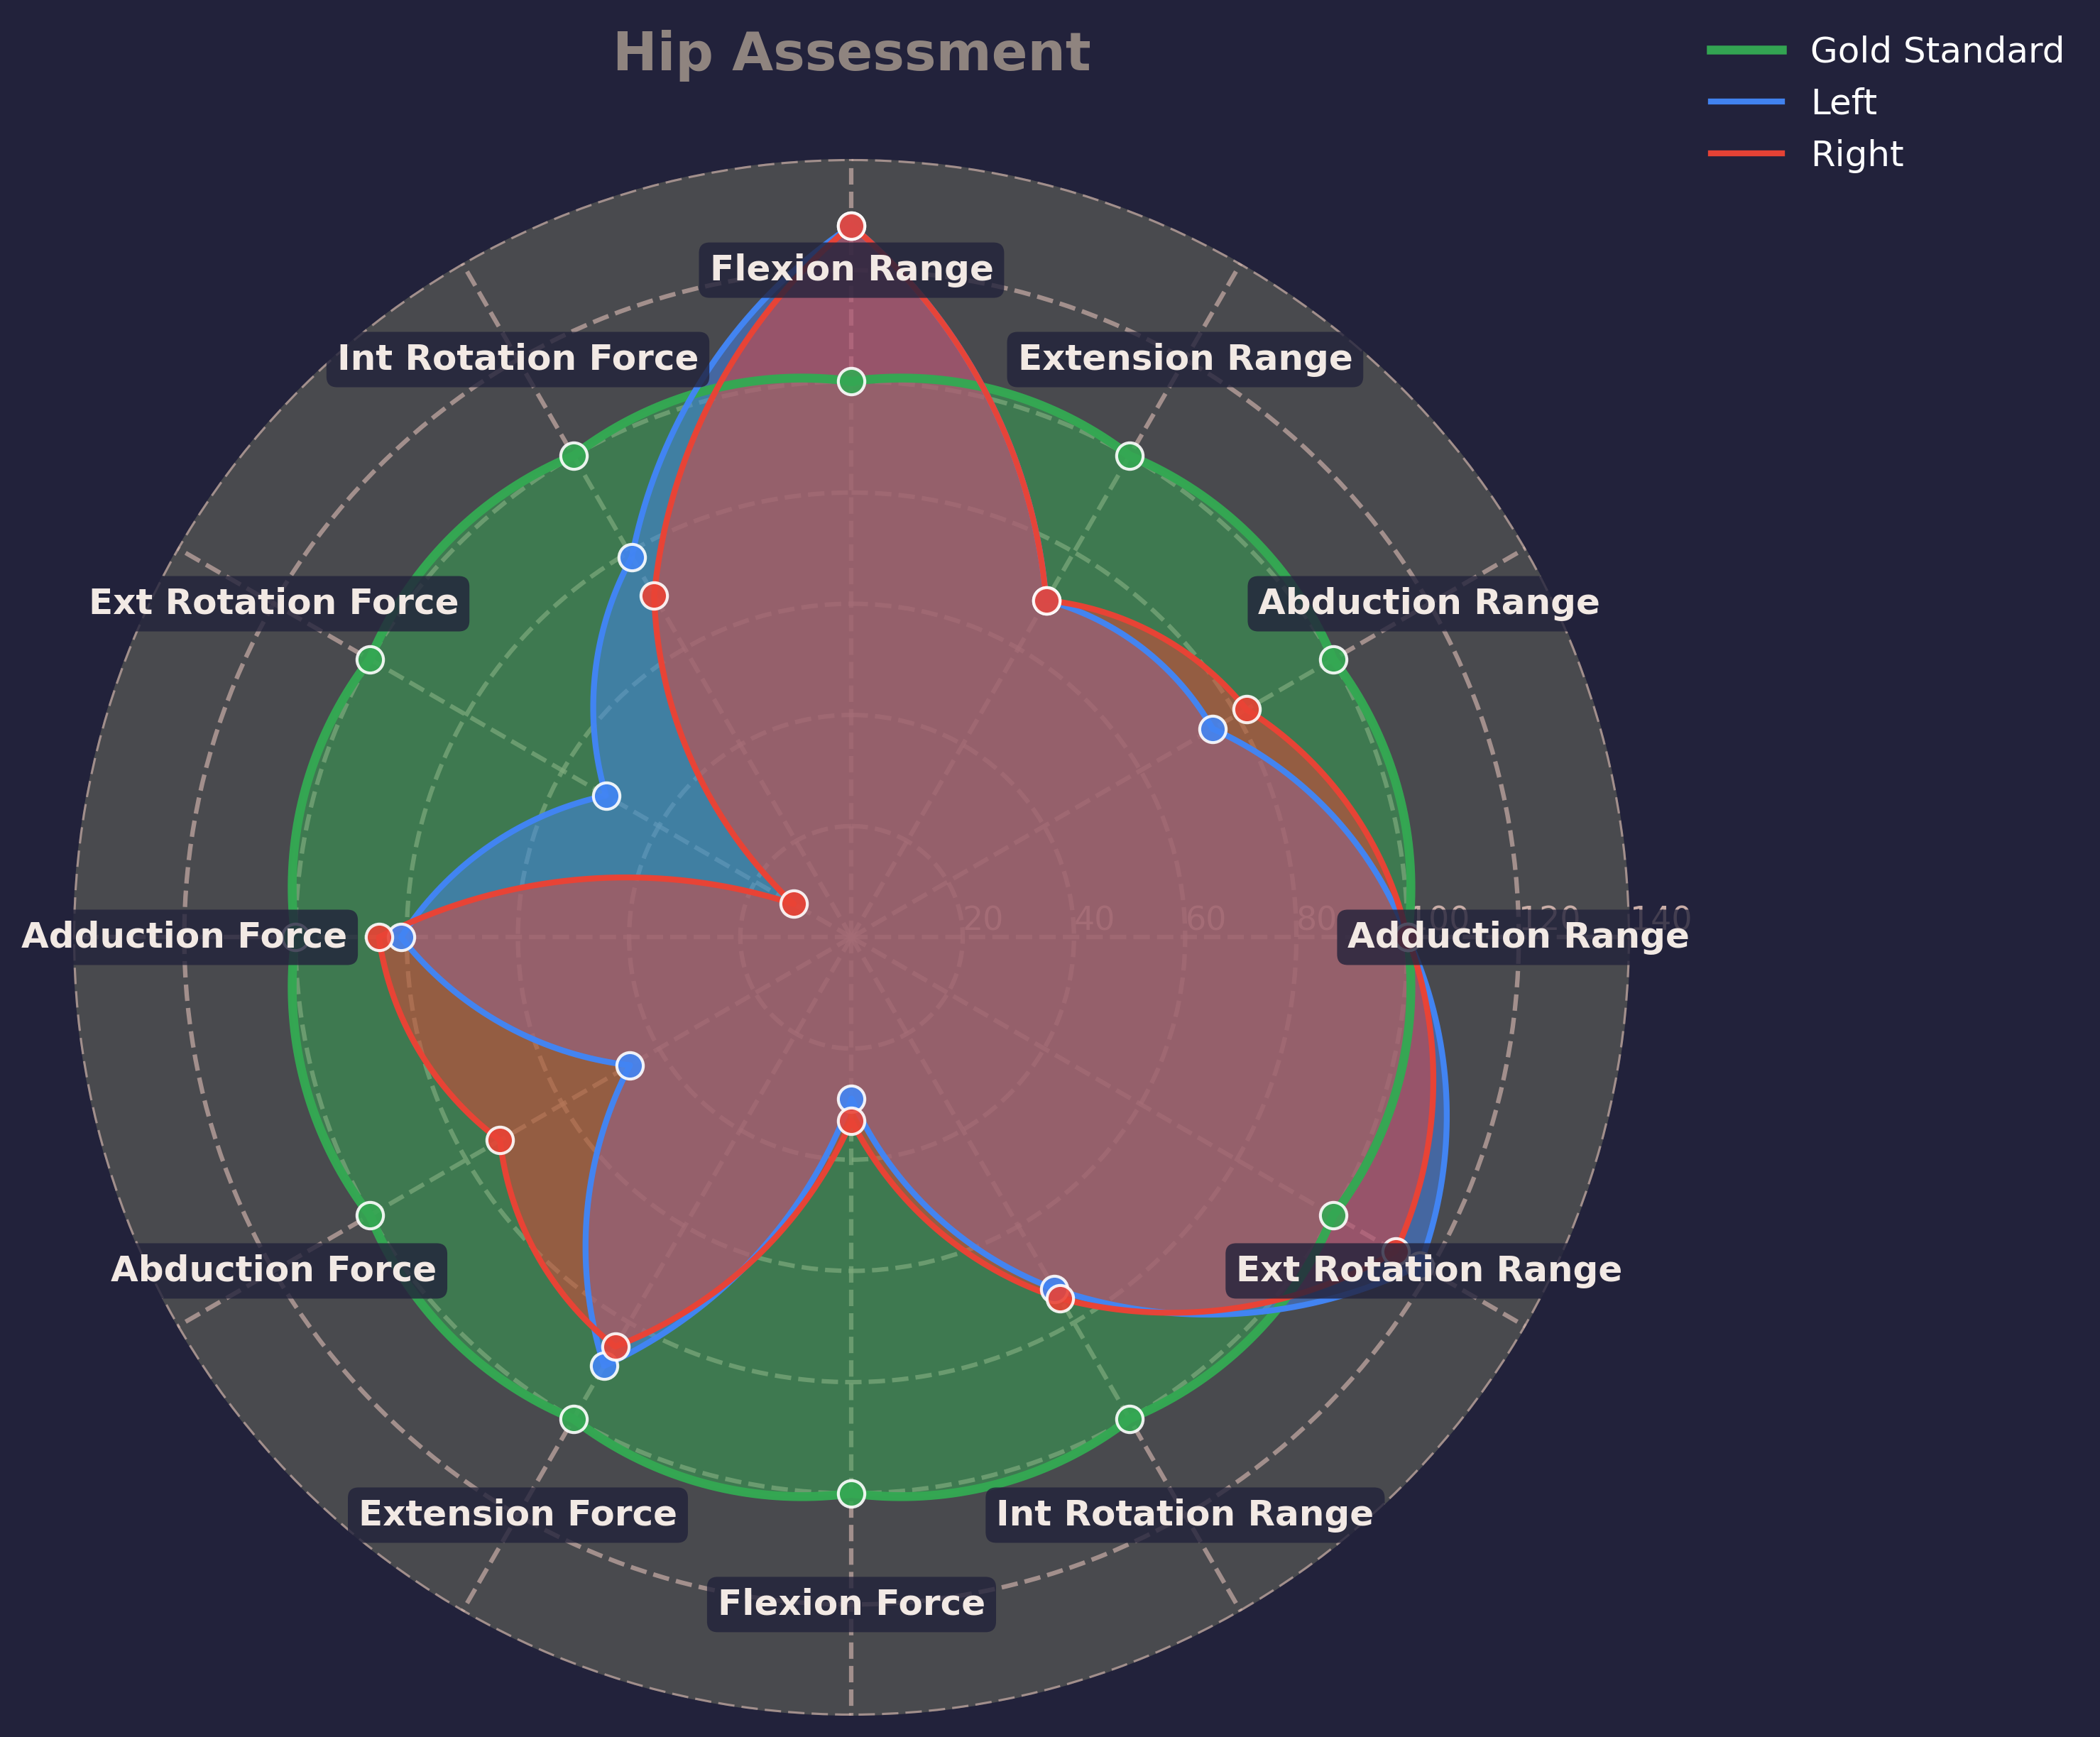 Hip Assessment
Gold Standard
Left
Right
Flexion Range
Int Rotation Force
Extension Range
Ext Rotation Force
Abduction Range
20
40
60
80
100
120
140
Adduction Force
Adduction Range
Abduction Force
Ext Rotation Range
Extension Force
Int Rotation Range
Flexion Force